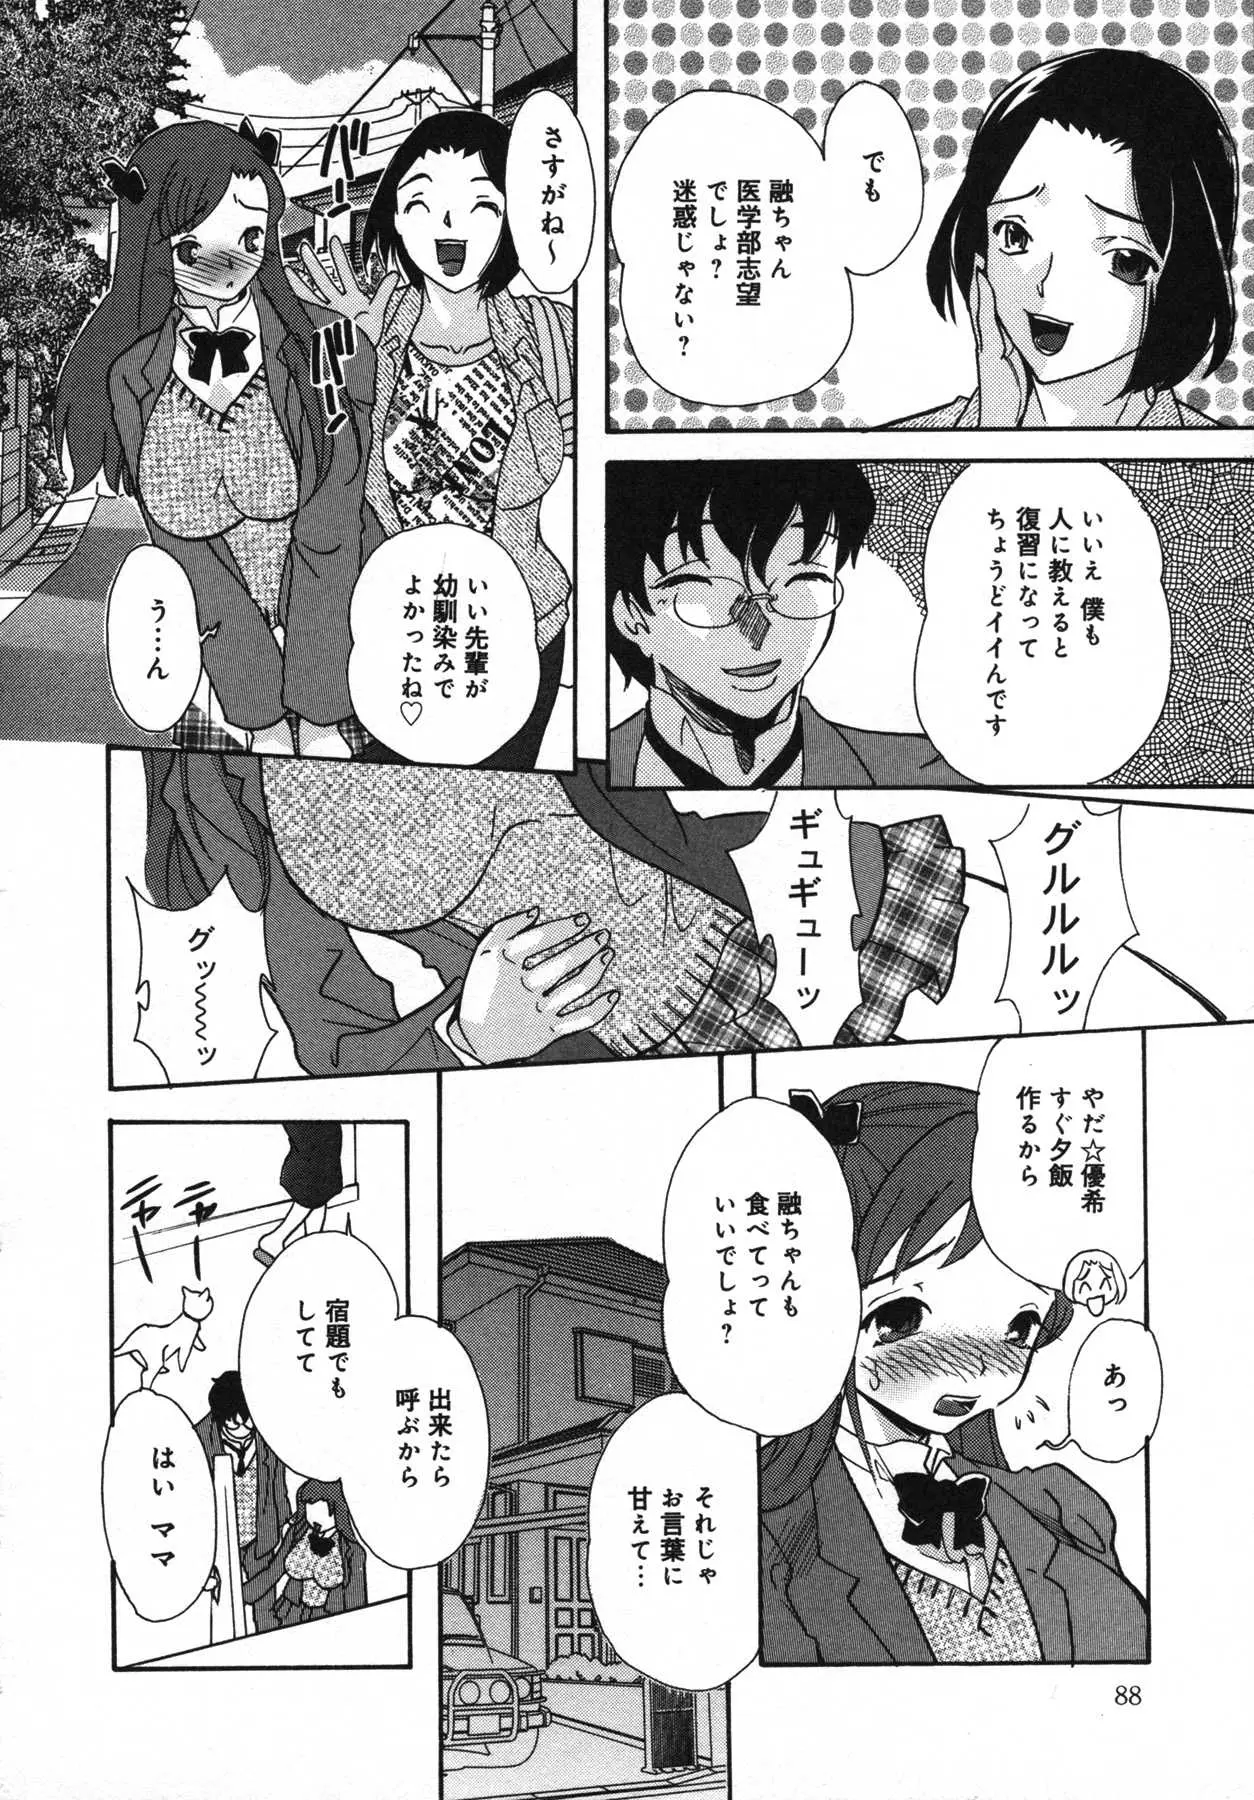 でも
融ちゃん
医学部志望
でしょ?
迷惑じゃない?
いいえ 僕も
人に教えると
復習になって
ちょうどイイんです
さすがね~
いい先輩が
幼馴染みで
よかったね♡
う…ん
グルルルッ
ギュギューッ
グッ~~ッ
やだ☆優希
すぐ夕飯
作るから
あっ
融ちゃんも
食べてって
いいでしょ?
それじゃ
お言葉に
甘えて…
出来たら
呼ぶから
宿題でも
してて
ニャー
ニャー
はい ママ
88